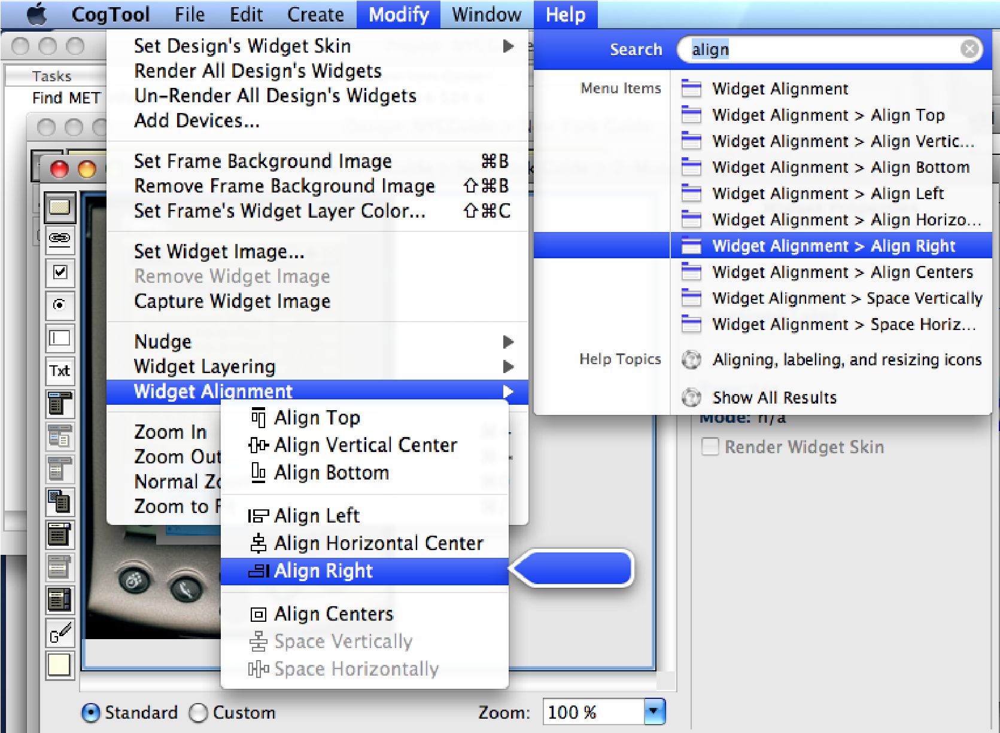 CogTool File Edit Create Modify Window Help
Search align
Tasks
Find MET
Set Design's Widget Skin
Render All Design's Widgets
Un-Render All Design's Widgets
Add Devices...
Set Frame Background Image ⌘B
Remove Frame Background Image ⇧⌘B
Set Frame's Widget Layer Color... ⇧⌘C
Set Widget Image...
Remove Widget Image
Capture Widget Image
Nudge
Widget Layering
Widget Alignment
Zoom In
Zoom Out
Normal Zo
Zoom to F
Align Top
Align Vertical Center
Align Bottom
Align Left
Align Horizontal Center
Align Right
Align Centers
Space Vertically
Space Horizontally
Menu Items
Widget Alignment
Widget Alignment > Align Top
Widget Alignment > Align Vertic...
Widget Alignment > Align Bottom
Widget Alignment > Align Left
Widget Alignment > Align Horizo...
Widget Alignment > Align Right
Widget Alignment > Align Centers
Widget Alignment > Space Vertically
Widget Alignment > Space Horiz...
Help Topics
Aligning, labeling, and resizing icons
Show All Results
Mode: n/a
Render Widget Skin
Txt
G
Standard Custom
Zoom: 100 %